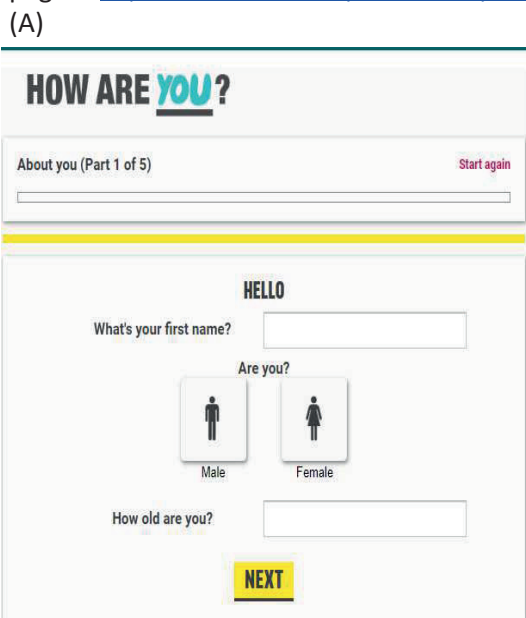 (A)
HOW ARE YOU?
About you (Part 1 of 5)
Start again
HELLO
What's your first name?
Are you?
Male
Female
How old are you?
NEXT